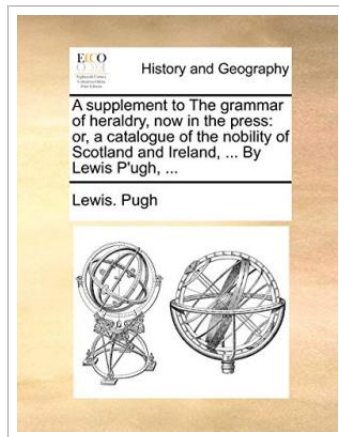 ECCO
History and Geography
A supplement to The grammar
of heraldry, now in the press:
or, a catalogue of the nobility of
Scotland and Ireland, ... By
Lewis P'ugh, ...
Lewis. Pugh